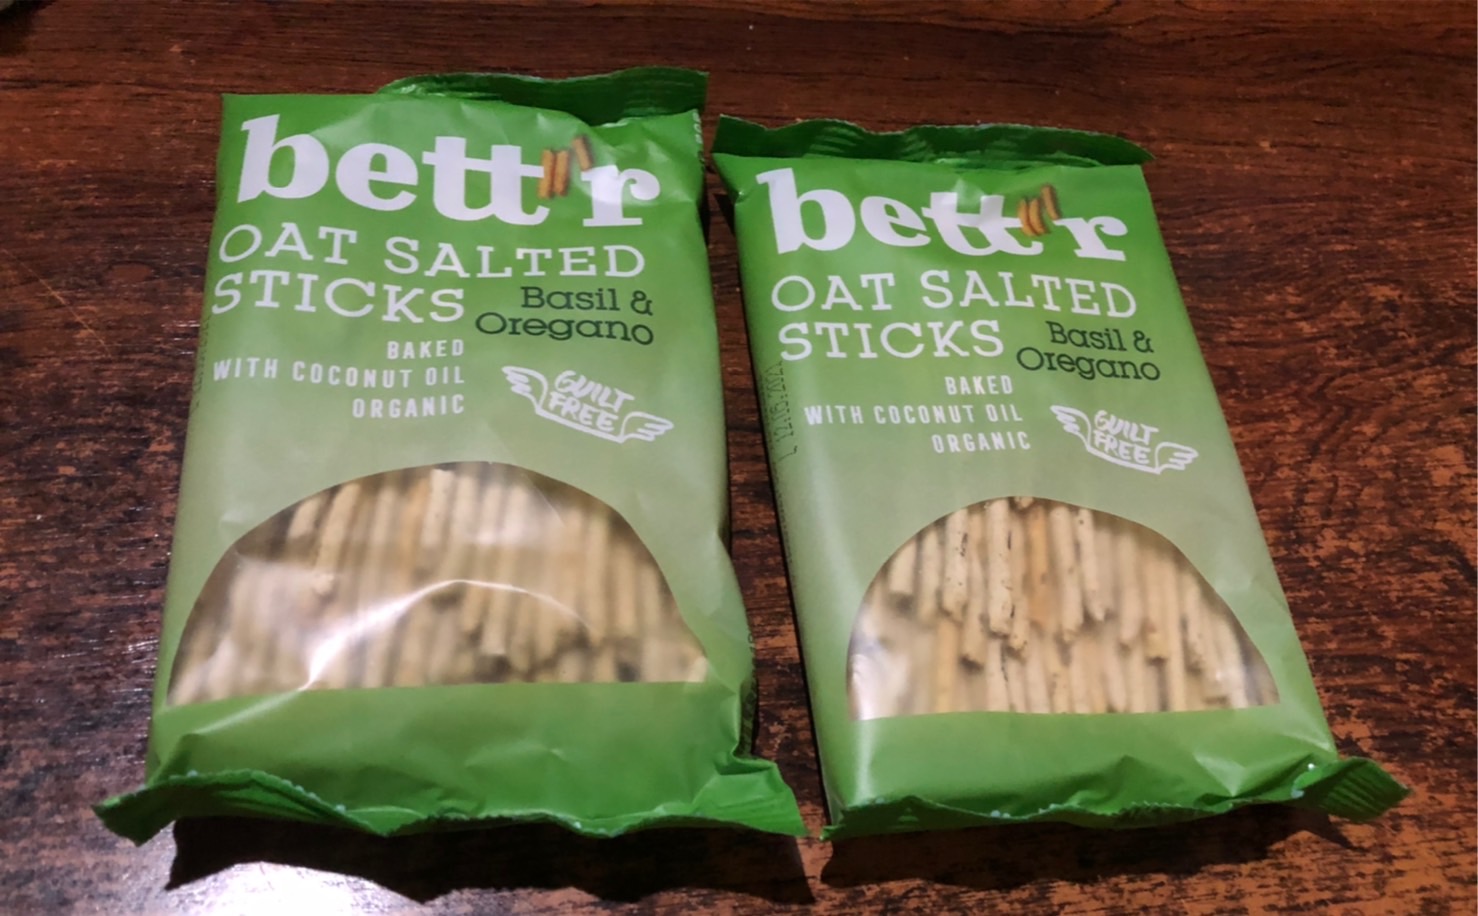 bett'r
OAT SALTED
STICKS
Basil &
Oregano
BAKED
WITH COCONUT OIL
ORGANIC
GUILT
FREE
bett'r
OAT SALTED
STICKS
Basil &
Oregano
BAKED
WITH COCONUT OIL
ORGANIC
GUILT
FREE